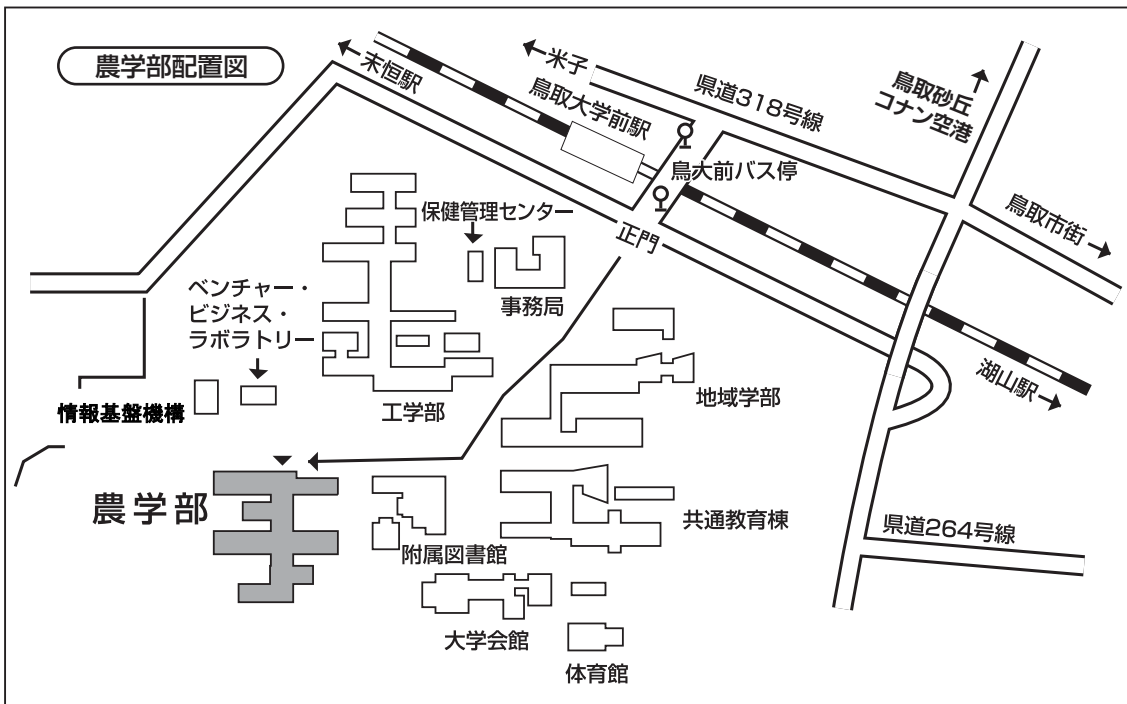 農学部配置図
末恒駅
米子
鳥取大学前駅
県道318号線
鳥取砂丘
コナン空港
鳥大前バス停
鳥取市街
保健管理センター
正門
ベンチャー・
ビジネス・
ラボラトリー
事務局
湖山駅
情報基盤機構
工学部
地域学部
農学部
共通教育棟
県道264号線
附属図書館
大学会館
体育館